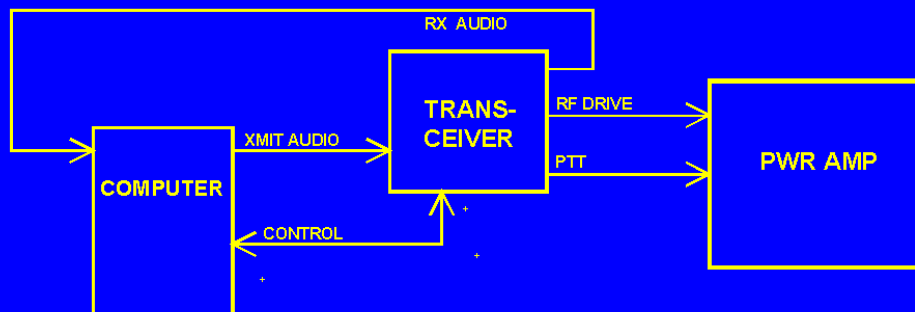 RX AUDIO
TRANS-
CEIVER
RF DRIVE
XMIT AUDIO
PTT
PWR AMP
COMPUTER
CONTROL